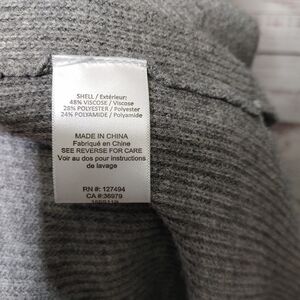 SHELL / Extérieur:
48% VISCOSE / Viscose
28% POLYESTER / Polyester
24% POLYAMIDE / Polyamide
MADE IN CHINA
Fabriqué en Chine
SEE REVERSE FOR CARE
Voir au dos pour instructions
de lavage
RN #: 127494
CA #:36979